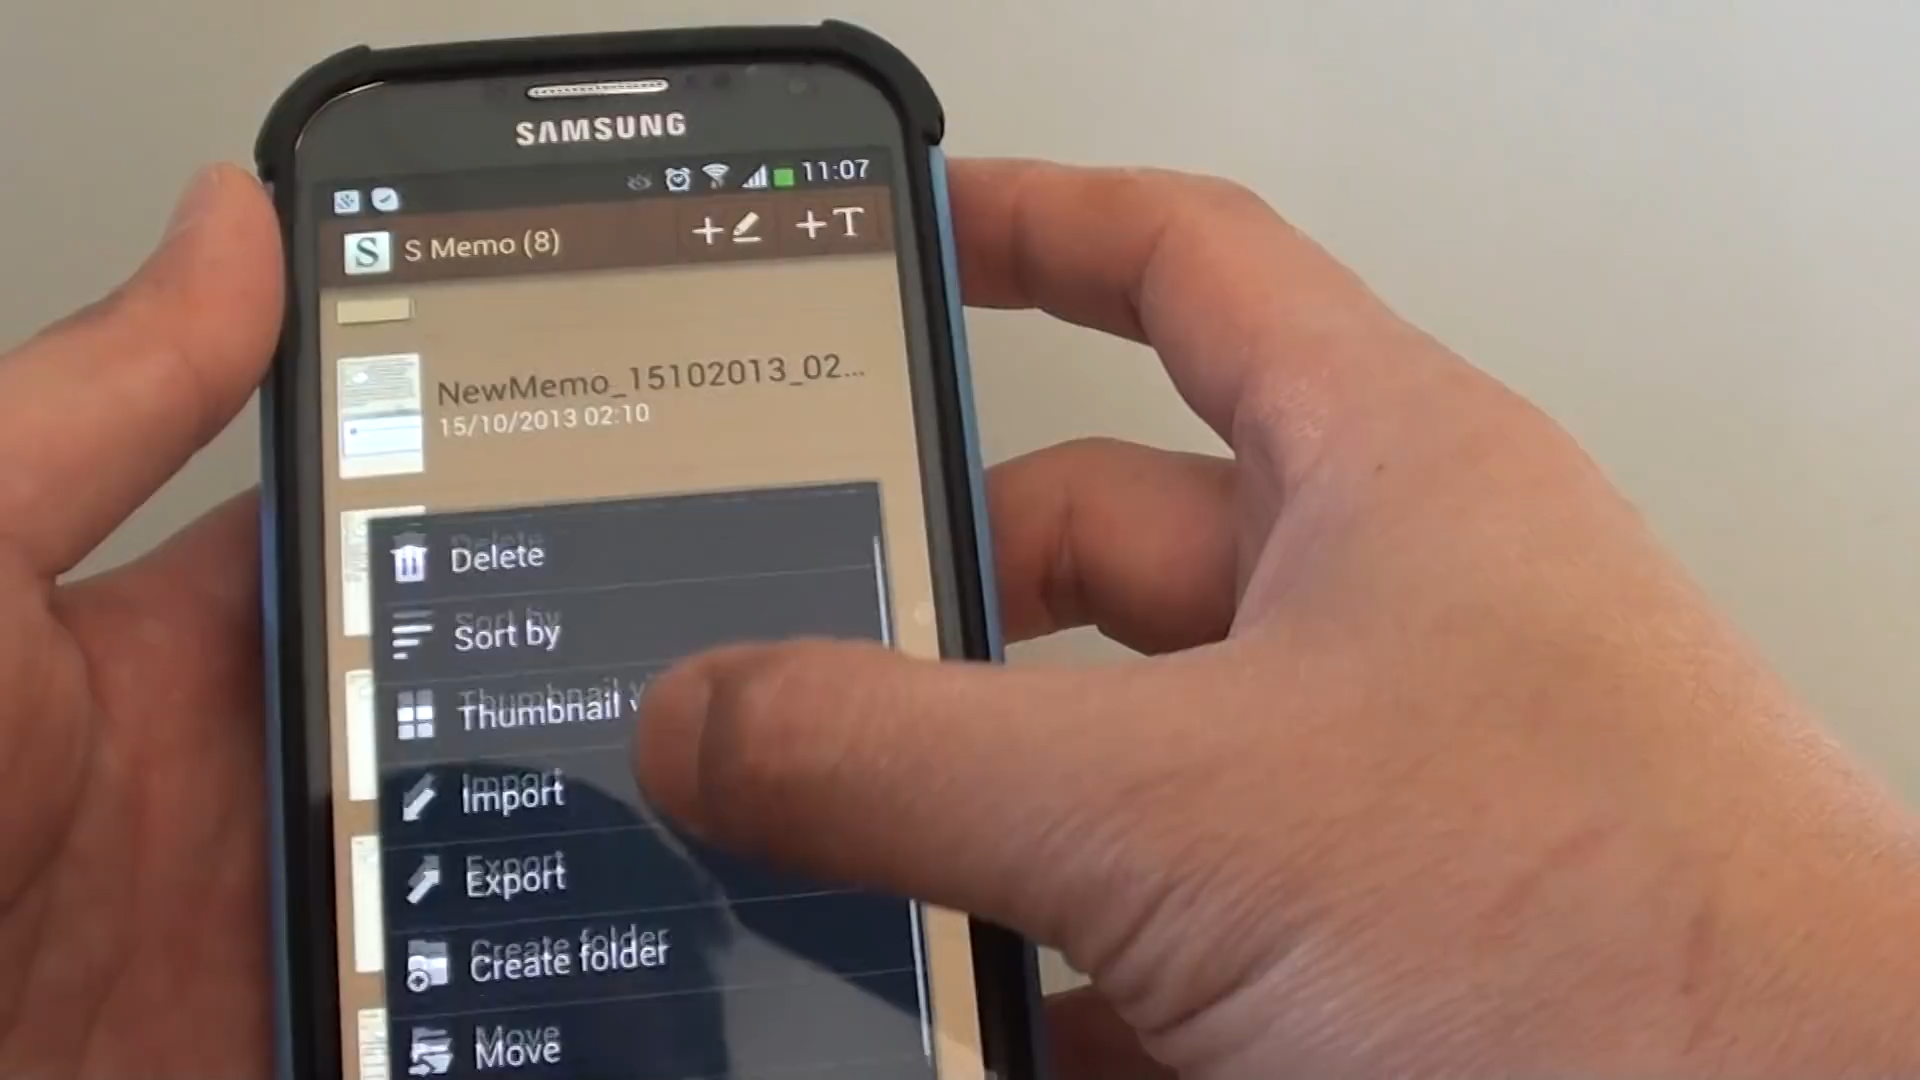 SAMSUNG
11:07
S Memo (8)
+T
NewMemo_15102013_02...
15/10/2013 02:10
Delete
Sort by
Thumbnail
Import
Export
Create folder
Move